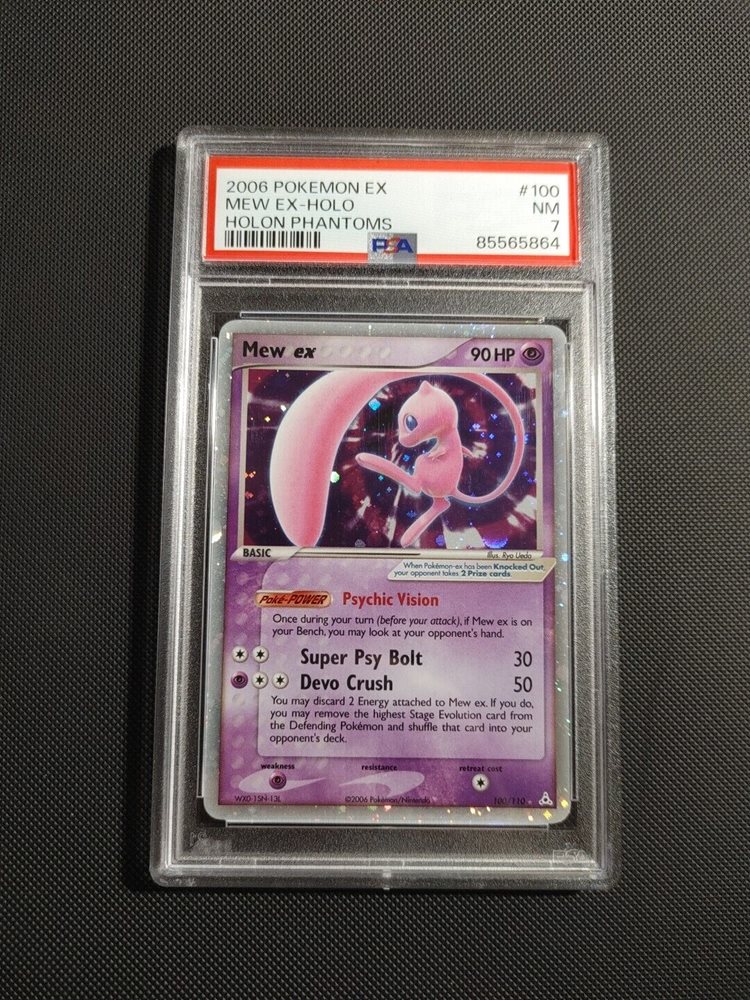 2006 POKEMON EX #100
MEW EX-HOLO NM
HOLON PHANTOMS 7
PSA 85565864
Mew ex 90 HP
BASIC
Illus. Ryo Ueda
When Pokémon-ex has been Knocked Out,
your opponent takes 2 Prize cards.
Poké-POWER Psychic Vision
Once during your turn (before your attack), if Mew ex is on
your Bench, you may look at your opponent's hand.
Super Psy Bolt 30
Devo Crush 50
You may discard 2 Energy attached to Mew ex. If you do,
you may remove the highest Stage Evolution card from
the Defending Pokémon and shuffle that card into your
opponent's deck.
weakness resistance retreat cost
WX0-1SN-13L ©2006 Pokémon/Nintendo 100/110